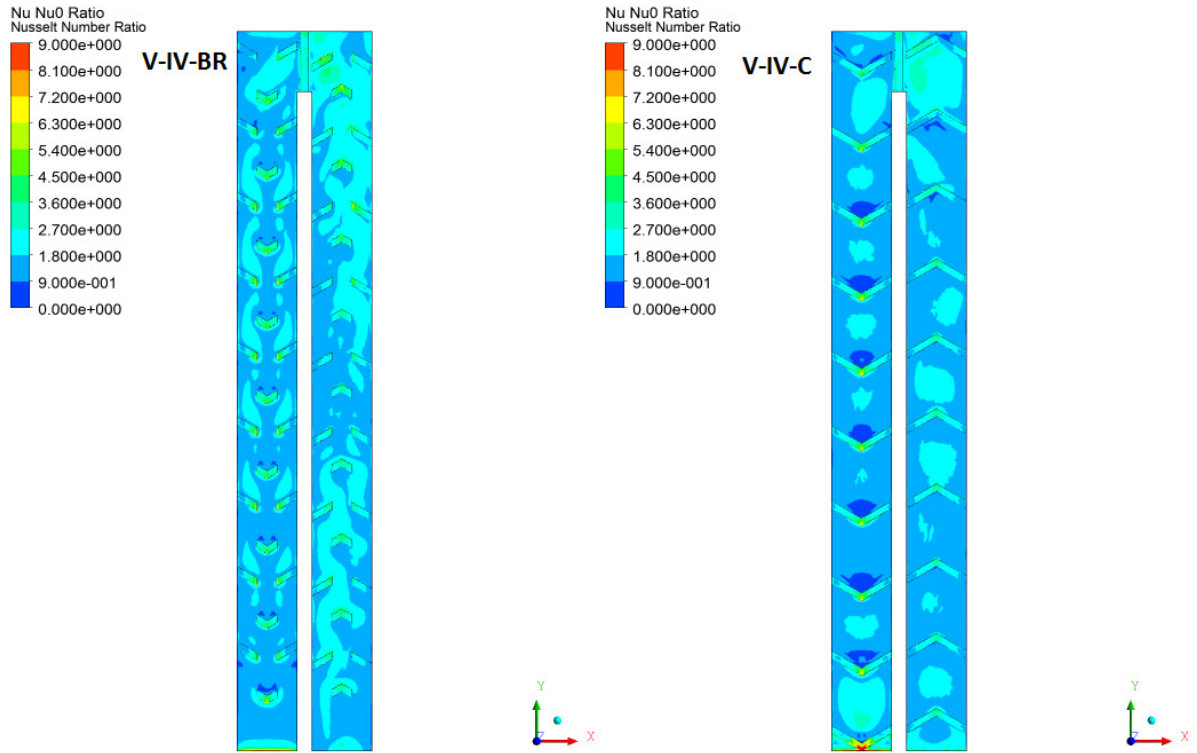 Nu Nu0 Ratio
Nusselt Number Ratio
9.000e+000
8.100e+000
7.200e+000
6.300e+000
5.400e+000
4.500e+000
3.600e+000
2.700e+000
1.800e+000
9.000e-001
0.000e+000
V-IV-BR
Y
Z
X
Nu Nu0 Ratio
Nusselt Number Ratio
9.000e+000
8.100e+000
7.200e+000
6.300e+000
5.400e+000
4.500e+000
3.600e+000
2.700e+000
1.800e+000
9.000e-001
0.000e+000
V-IV-C
Y
Z
X